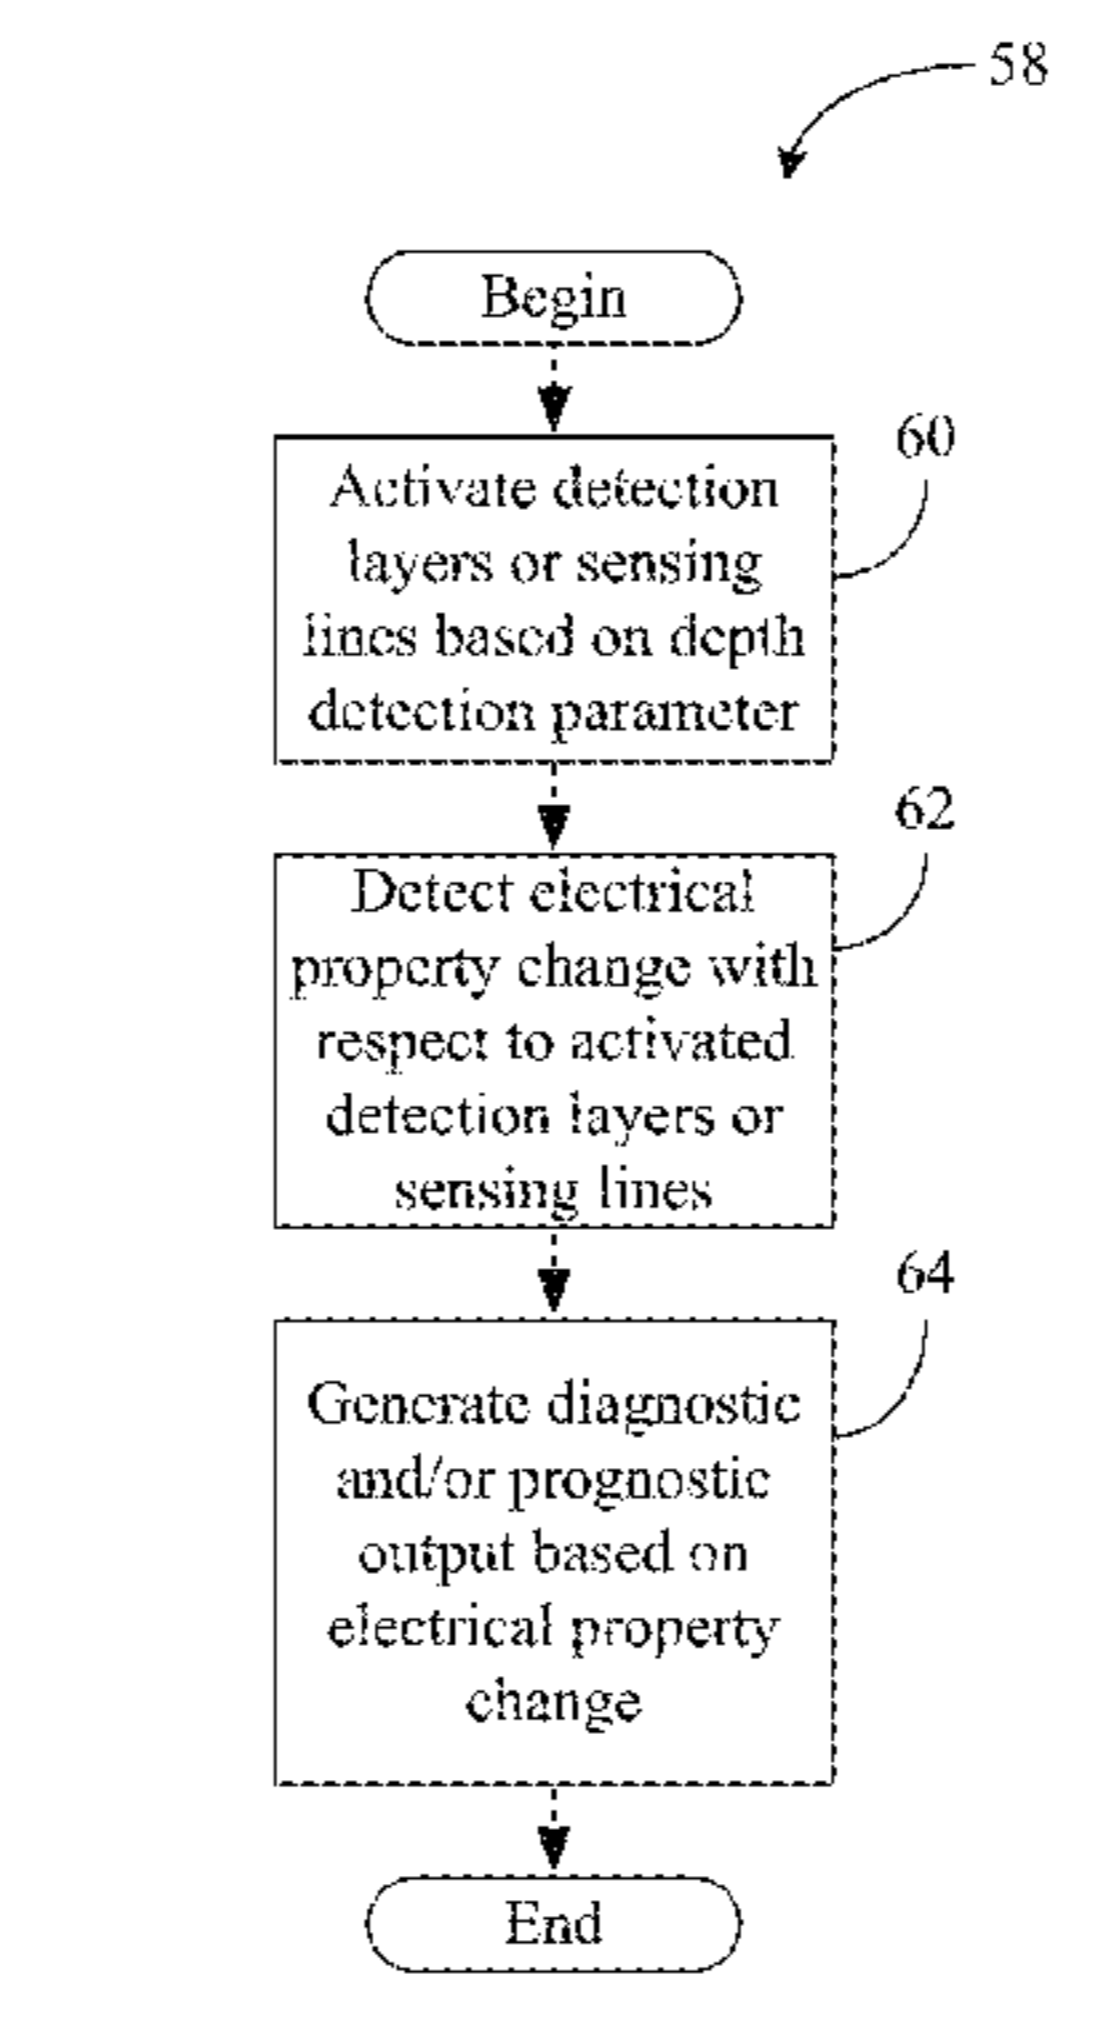 58
Begin
60
Activate detection
layers or sensing
lines based on depth
detection parameter
62
Detect electrical
property change with
respect to activated
detection layers or
sensing lines
64
Generate diagnostic
and/or prognostic
output based on
electrical property
change
End